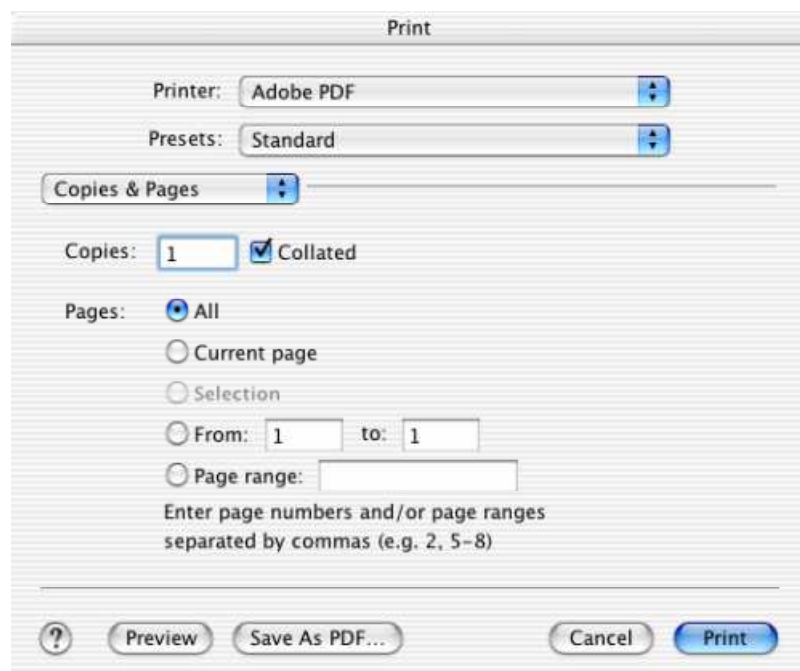 Print
Printer: Adobe PDF
Presets: Standard
Copies & Pages
Copies: 1 Collated
Pages: All
Current page
Selection
From: 1 to: 1
Page range:
Enter page numbers and/or page ranges
separated by commas (e.g. 2, 5-8)
? Preview Save As PDF... Cancel Print